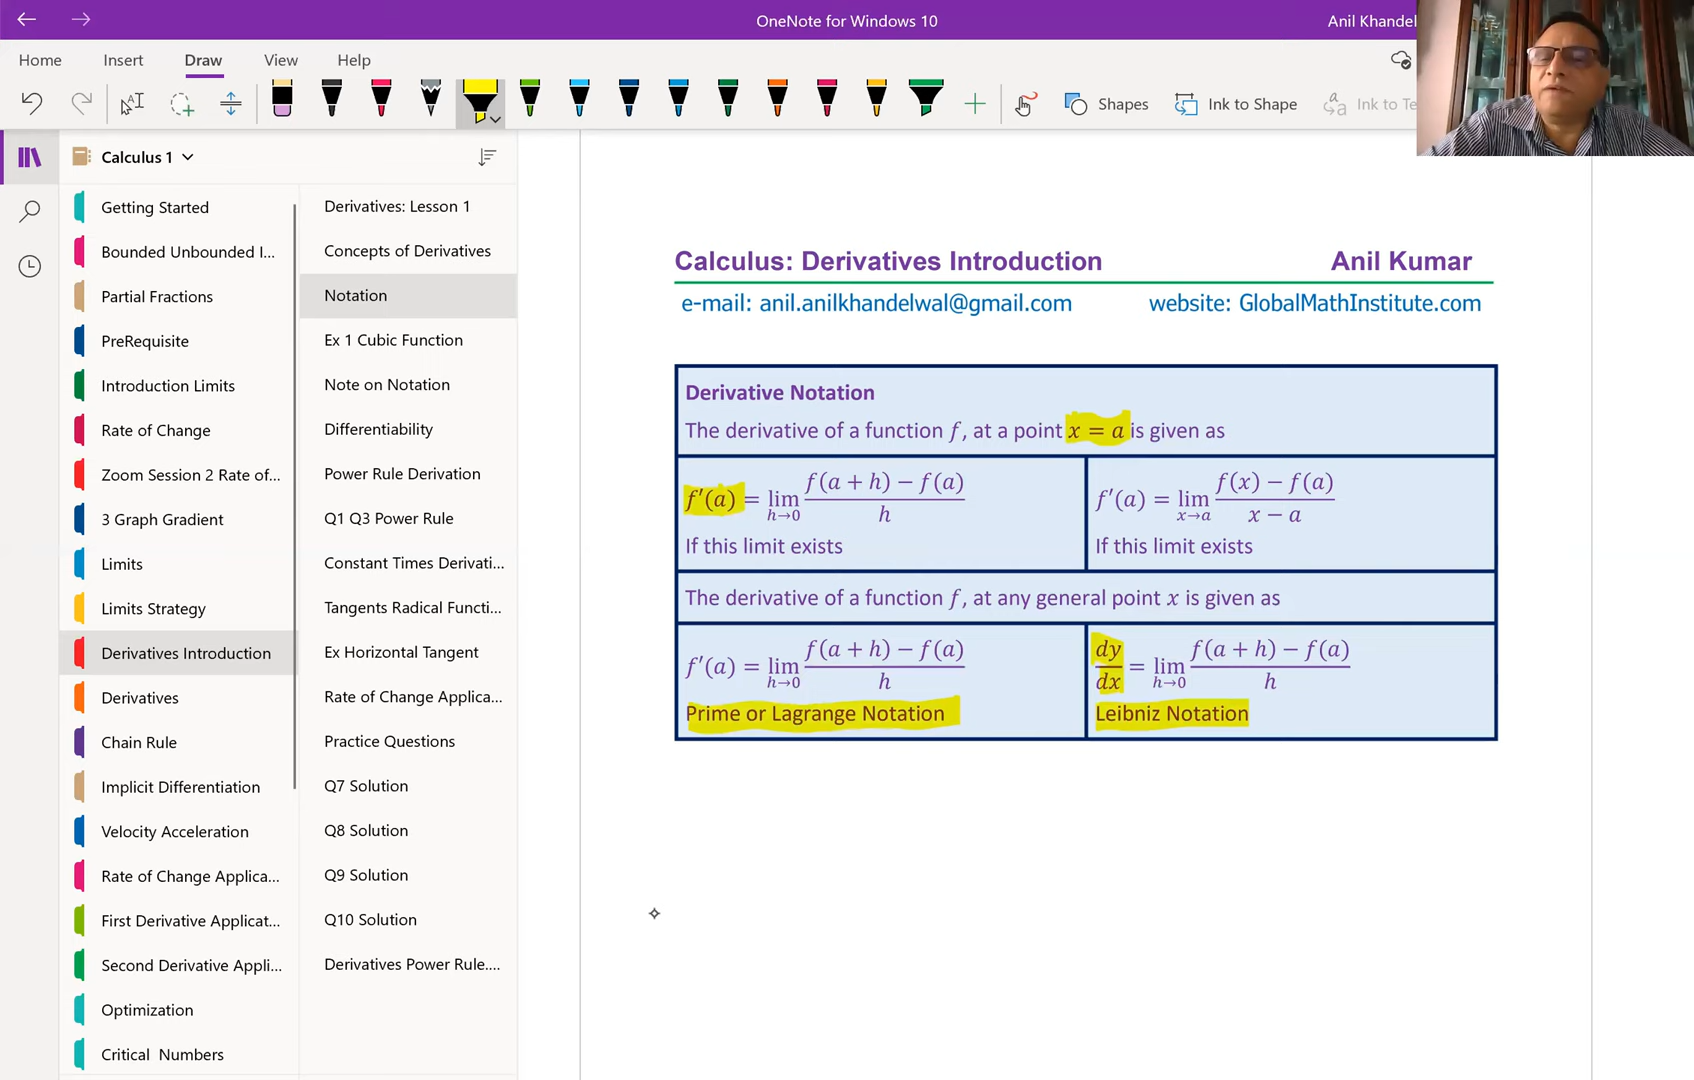 OneNote for Windows 10
Anil Khandel
Home
Insert
Draw
View
Help
Shapes
Ink to Shape
Ink to Te
Calculus 1
Getting Started
Bounded Unbounded I...
Partial Fractions
PreRequisite
Introduction Limits
Rate of Change
Zoom Session 2 Rate of...
3 Graph Gradient
Limits
Limits Strategy
Derivatives Introduction
Derivatives
Chain Rule
Implicit Differentiation
Velocity Acceleration
Rate of Change Applica...
First Derivative Applicat...
Second Derivative Appli...
Optimization
Critical Numbers
Derivatives: Lesson 1
Concepts of Derivatives
Notation
Ex 1 Cubic Function
Note on Notation
Differentiability
Power Rule Derivation
Q1 Q3 Power Rule
Constant Times Derivati...
Tangents Radical Functi...
Ex Horizontal Tangent
Rate of Change Applica...
Practice Questions
Q7 Solution
Q8 Solution
Q9 Solution
Q10 Solution
Derivatives Power Rule....
Calculus: Derivatives Introduction Anil Kumar
e-mail: anil.anilkhandelwal@gmail.com website: GlobalMathInstitute.com
Derivative Notation
The derivative of a function f, at a point x = a is given as
f′(a) = lim h→0 f(a + h) − f(a) / h
If this limit exists
f′(a) = lim x→a f(x) − f(a) / x − a
If this limit exists
The derivative of a function f, at any general point x is given as
f′(a) = lim h→0 f(a + h) − f(a) / h
Prime or Lagrange Notation
dy/dx = lim h→0 f(a + h) − f(a) / h
Leibniz Notation